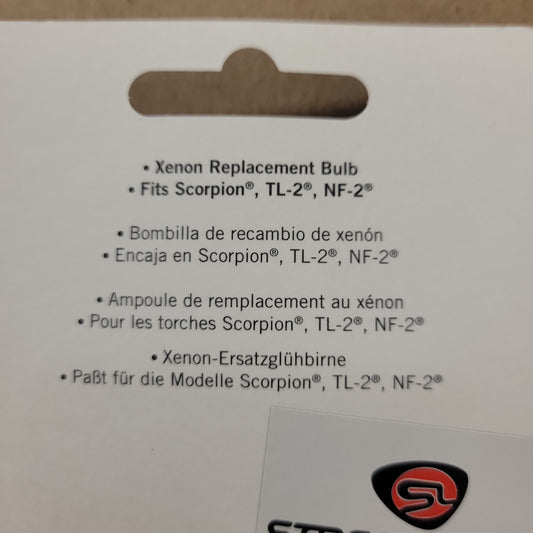 • Xenon Replacement Bulb
• Fits Scorpion®, TL-2®, NF-2®
• Bombilla de recambio de xenón
• Encaja en Scorpion®, TL-2®, NF-2®
• Ampoule de remplacement au xénon
• Pour les torches Scorpion®, TL-2®, NF-2®
• Xenon-Ersatzglühbirne
• Paßt für die Modelle Scorpion®, TL-2®, NF-2®
SL